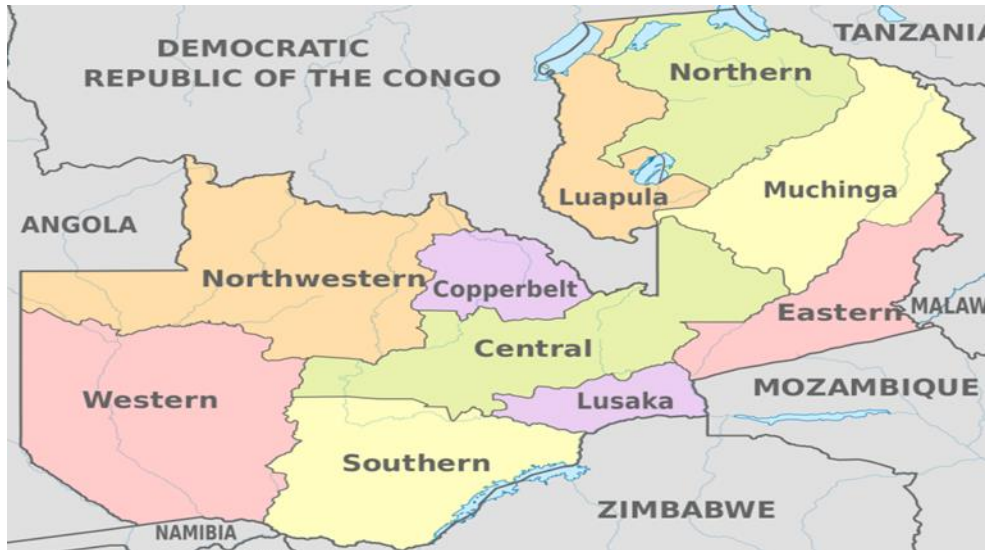 DEMOCRATIC
REPUBLIC OF THE CONGO
TANZANIA
Northern
Muchinga
Luapula
ANGOLA
Northwestern
Copperbelt
Eastern
MALAW
Central
Western
Lusaka
MOZAMBIQUE
Southern
ZIMBABWE
NAMIBIA